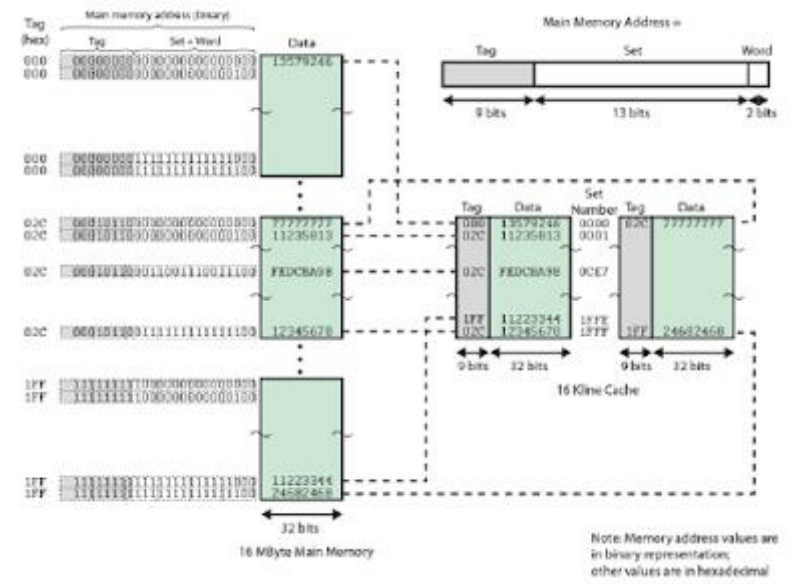 Main memory address (binary)
Tag
(hex)
Tag
Set + Word
Data
000
13579246
000
000
000
02C
77777777
02C
11235813
02C
FEDCBA98
02C
12345678
1FF
1FF
1FF
11223344
1FF
24682468
32 bits
16 MByte Main Memory
Main Memory Address =
Tag
Set
Word
9 bits
13 bits
2 bits
Set
Tag
Data
Number
Tag
Data
000
13579246
0000
02C
77777777
02C
11235813
0001
02C
FEDCBA98
0CE7
1FF
11223344
1FFE
02C
12345678
1FFF
1FF
24682468
9 bits
32 bits
9 bits
32 bits
16 Kline Cache
Note: Memory address values are
in binary representation;
other values are in hexadecimal